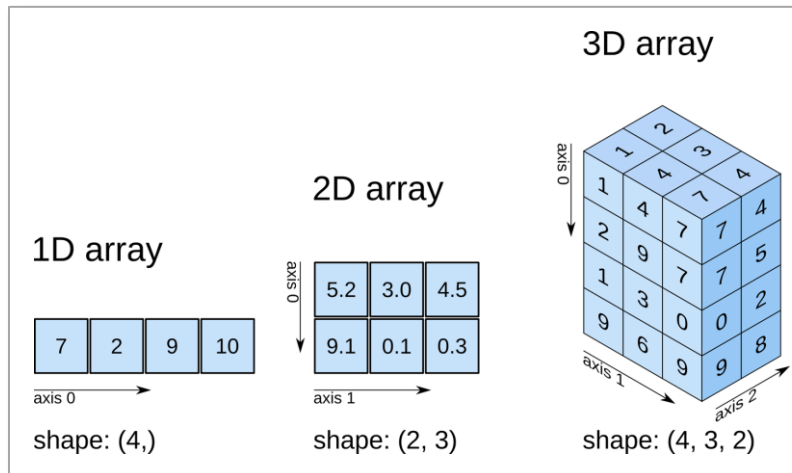 1D array
7 2 9 10
axis 0
shape: (4,)
2D array
axis 0
5.2 3.0 4.5
9.1 0.1 0.3
axis 1
shape: (2, 3)
3D array
axis 0
1 2
4 3
7 4
1 4 7
2 9 7
1 3 0
9 6 9
7 4
7 5
0 2
9 8
axis 1
axis 2
shape: (4, 3, 2)